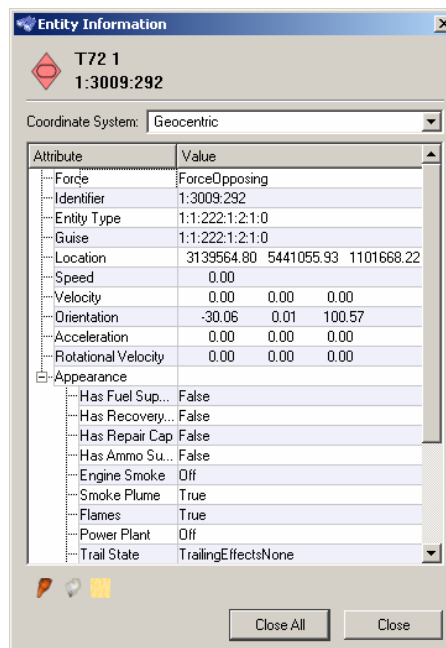 Entity Information
T72 1
1:3009:292
Coordinate System: Geocentric
Attribute Value
Force ForceOpposing
Identifier 1:3009:292
Entity Type 1:1:222:1:2:1:0
Guise 1:1:222:1:2:1:0
Location 3139564.80 5441055.93 1101668.22
Speed 0.00
Velocity 0.00 0.00 0.00
Orientation -30.06 0.01 100.57
Acceleration 0.00 0.00 0.00
Rotational Velocity 0.00 0.00 0.00
Appearance
Has Fuel Sup... False
Has Recovery... False
Has Repair Cap False
Has Ammo Su... False
Engine Smoke Off
Smoke Plume True
Flames True
Power Plant Off
Trail State TrailingEffectsNone
Close All Close